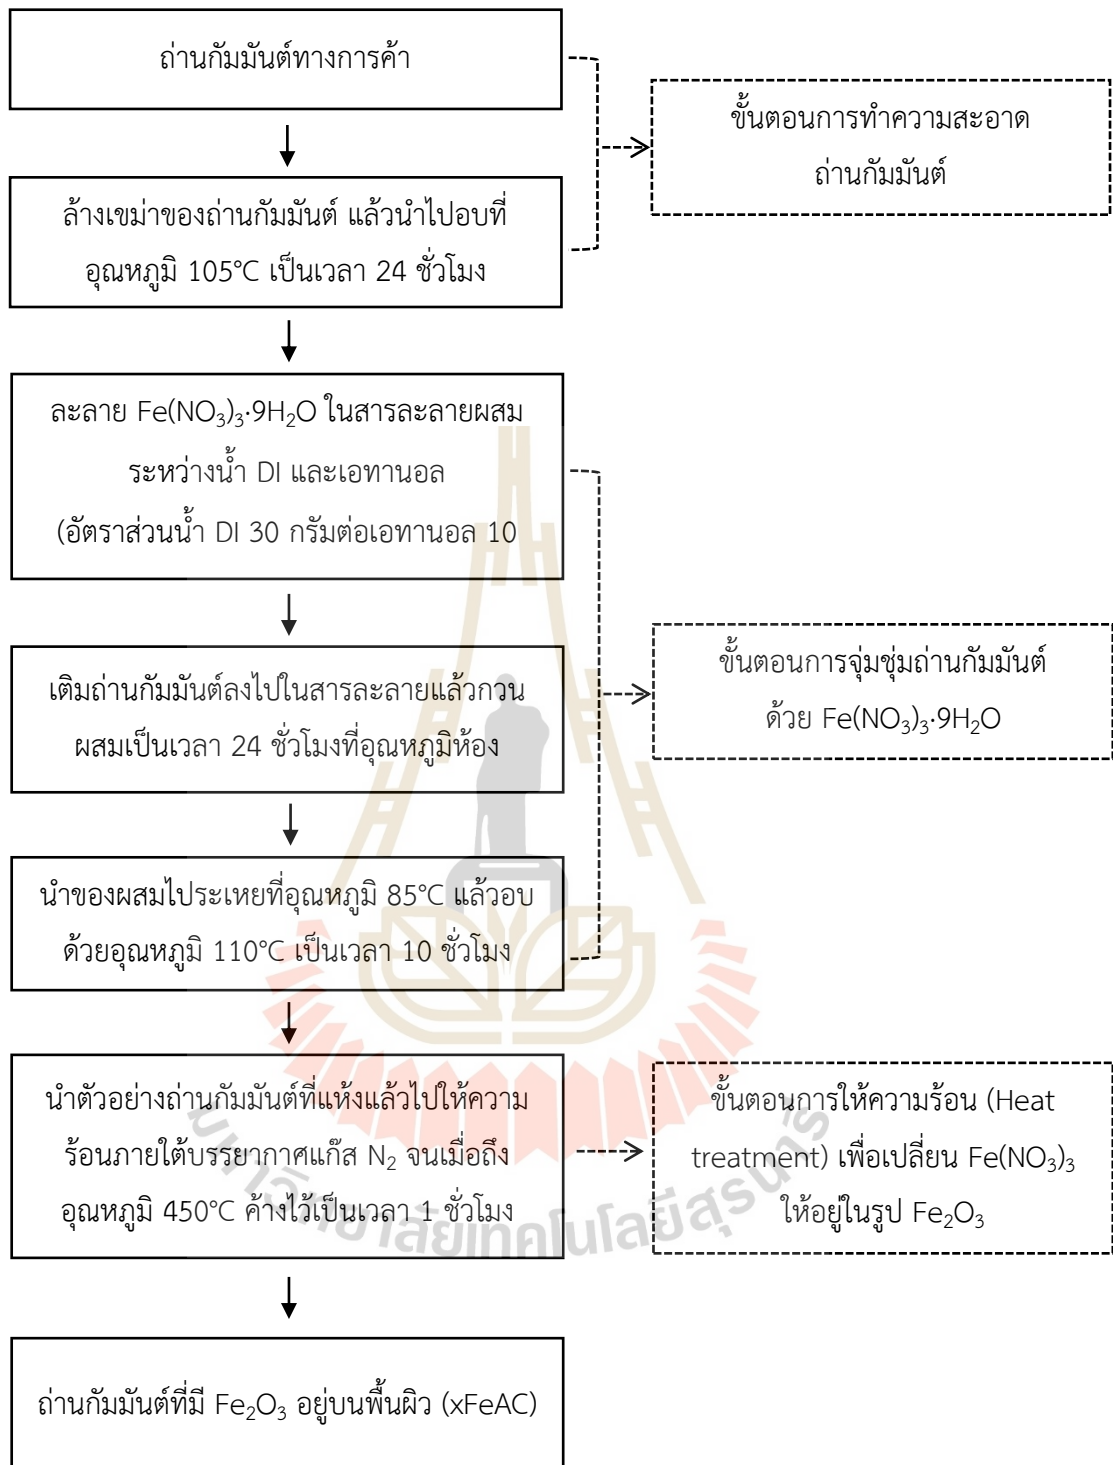 ถ่านกัมมันต์ทางการค้า
ขั้นตอนการทำความสะอาด
ถ่านกัมมันต์
ล้างเขม่าของถ่านกัมมันต์ แล้วนำไปอบที่
อุณหภูมิ 105°C เป็นเวลา 24 ชั่วโมง
ละลาย Fe(NO₃)₃·9H₂O ในสารละลายผสม
ระหว่างน้ำ DI และเอทานอล
(อัตราส่วนน้ำ DI 30 กรัมต่อเอทานอล 10
เติมถ่านกัมมันต์ลงไปในสารละลายแล้วกวน
ผสมเป็นเวลา 24 ชั่วโมงที่อุณหภูมิห้อง
ขั้นตอนการจุ่มชุ่มถ่านกัมมันต์
ด้วย Fe(NO₃)₃·9H₂O
นำของผสมไประเหยที่อุณหภูมิ 85°C แล้วอบ
ด้วยอุณหภูมิ 110°C เป็นเวลา 10 ชั่วโมง
นำตัวอย่างถ่านกัมมันต์ที่แห้งแล้วไปให้ความ
ร้อนภายใต้บรรยากาศแก๊ส N₂ จนเมื่อถึง
อุณหภูมิ 450°C ค้างไว้เป็นเวลา 1 ชั่วโมง
ขั้นตอนการให้ความร้อน (Heat
treatment) เพื่อเปลี่ยน Fe(NO₃)₃
ให้อยู่ในรูป Fe₂O₃
มหาวิทยาลัยเทคโนโลยีสุรนารี
ถ่านกัมมันต์ที่มี Fe₂O₃ อยู่บนพื้นผิว (xFeAC)